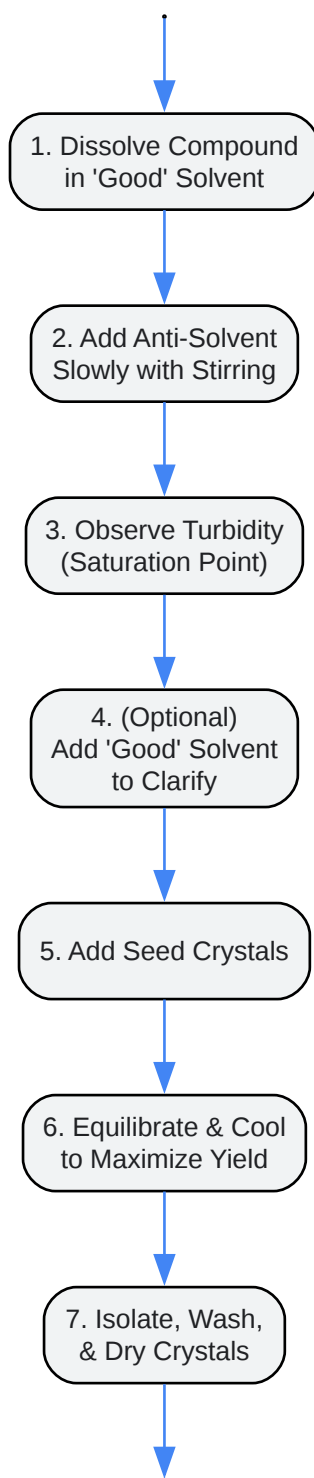 1. Dissolve Compound
in 'Good' Solvent
2. Add Anti-Solvent
Slowly with Stirring
3. Observe Turbidity
(Saturation Point)
4. (Optional)
Add 'Good' Solvent
to Clarify
5. Add Seed Crystals
6. Equilibrate & Cool
to Maximize Yield
7. Isolate, Wash,
& Dry Crystals